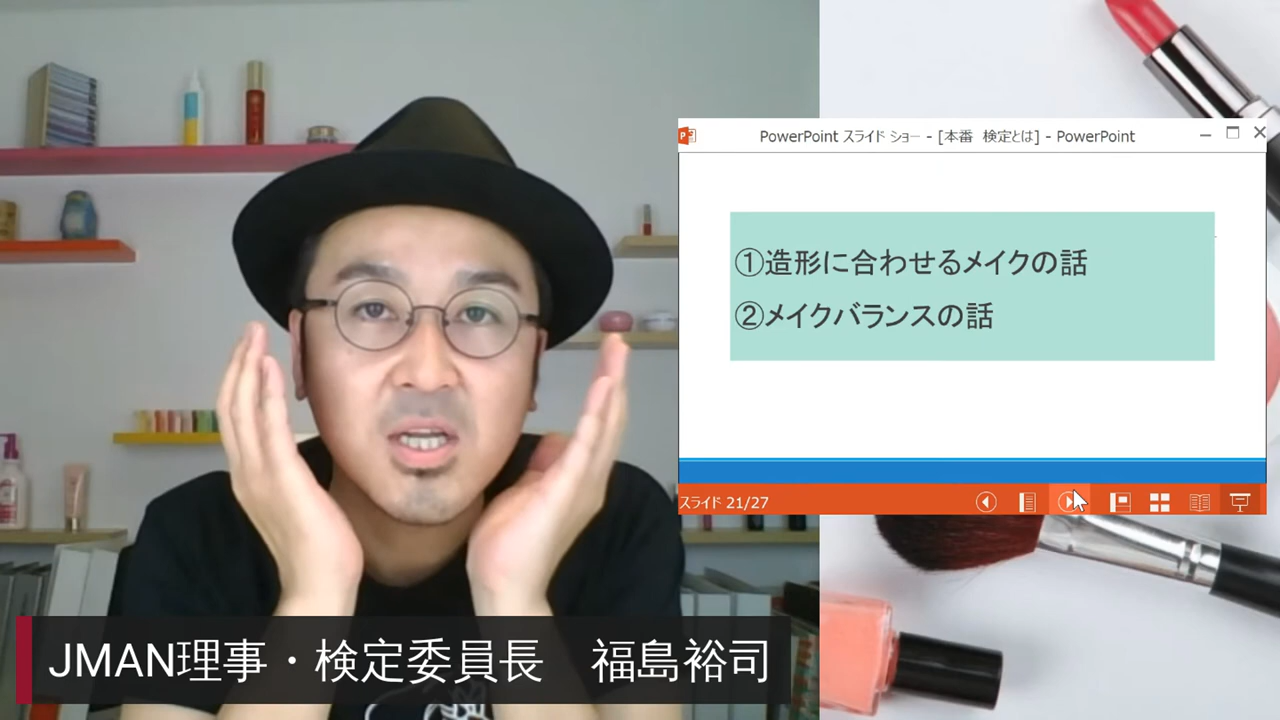 PowerPoint スライド ショー - [本番　検定とは] - PowerPoint
①造形に合わせるメイクの話
②メイクバランスの話
スライド 21/27
JMAN理事・検定委員長　福島裕司